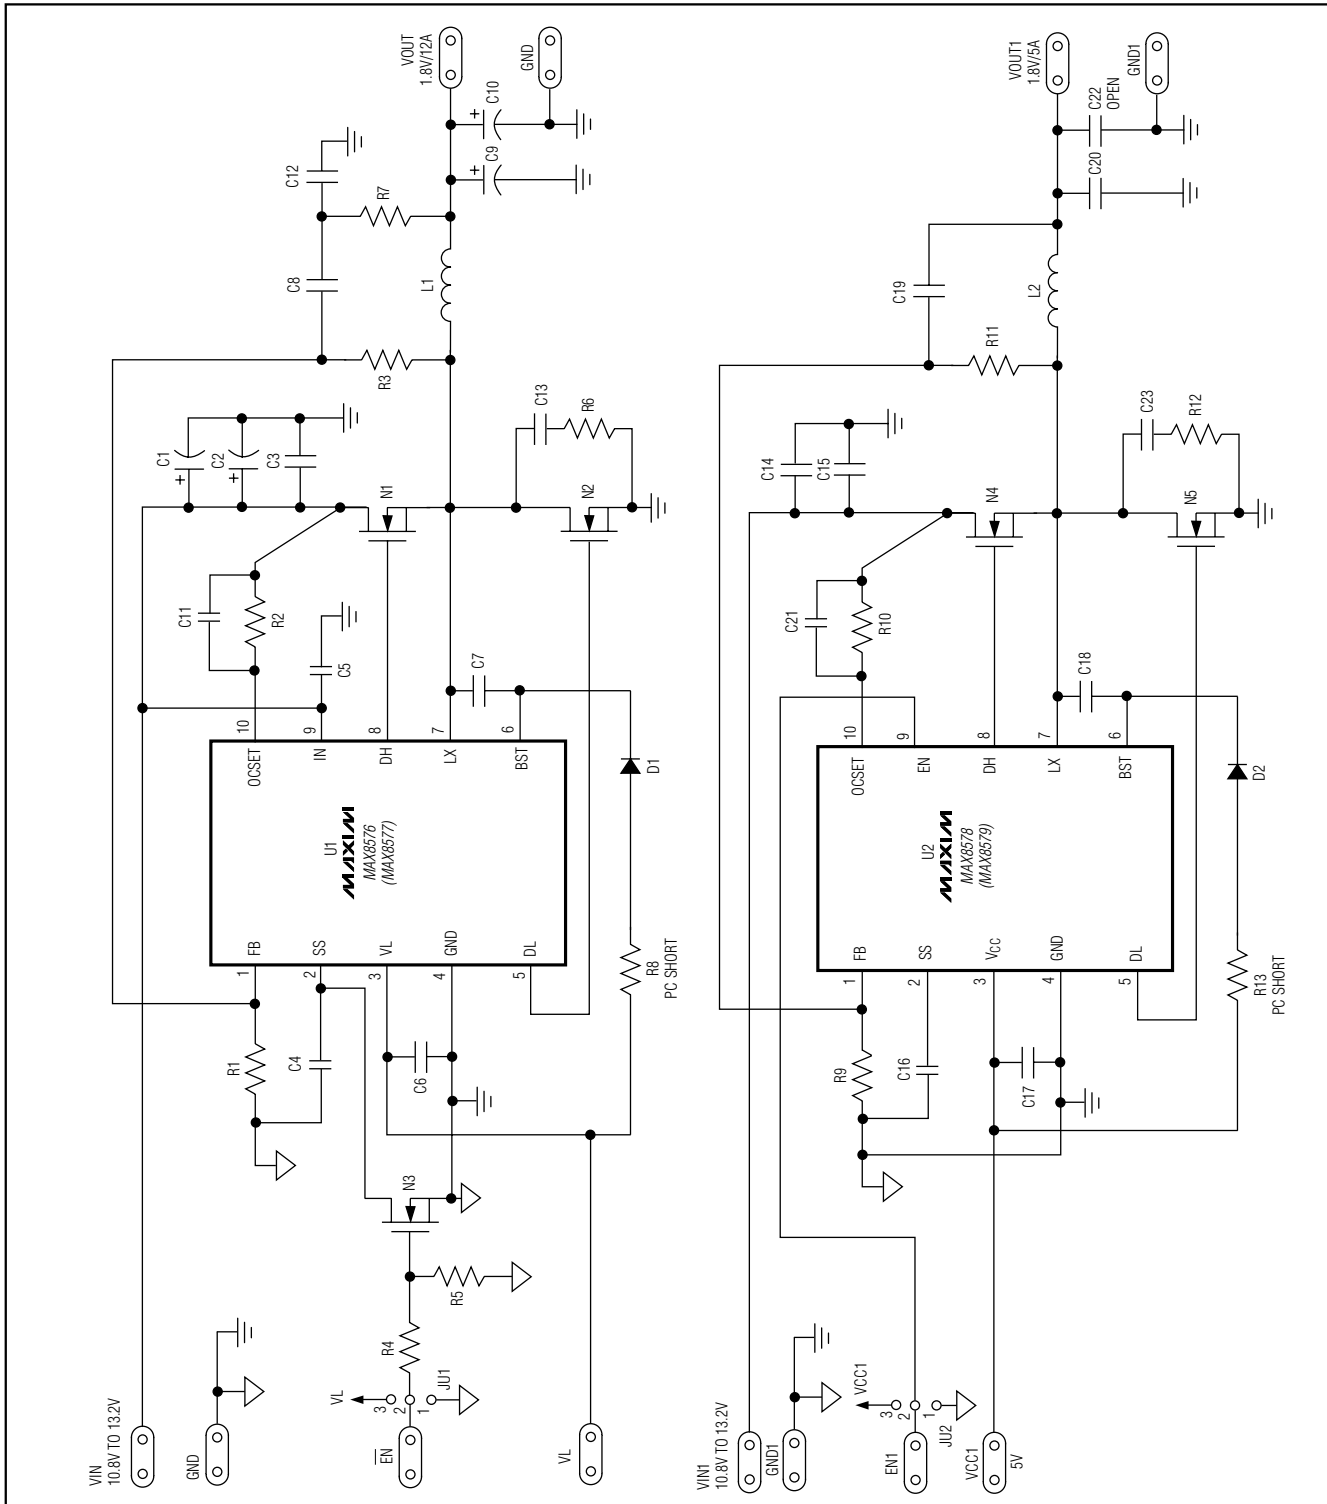 VIN
10.8V TO 13.2V
GND
EN
VL
3
2
1
JU1
R4
R5
N3
VL
R1
C4
C6
R8
PC SHORT
FB
SS
VL
GND
DL
1
2
3
4
5
U1
MAXIM
MAX8576
(MAX8577)
OCSET
IN
DH
LX
BST
10
9
8
7
6
D1
C11
R2
C5
C7
C1
C2
C3
N1
N2
C13
R6
R3
C8
L1
R7
C12
C9
C10
VOUT
1.8V/12A
GND
VIN1
10.8V TO 13.2V
GND1
EN1
VCC1
5V
VCC1
3
2
1
JU2
R9
C16
C17
R13
PC SHORT
FB
SS
VCC
GND
DL
1
2
3
4
5
U2
MAXIM
MAX8578
(MAX8579)
OCSET
EN
DH
LX
BST
10
9
8
7
6
D2
C21
R10
C18
C14
C15
N4
N5
C23
R12
R11
C19
L2
C20
C22
OPEN
VOUT1
1.8V/5A
GND1